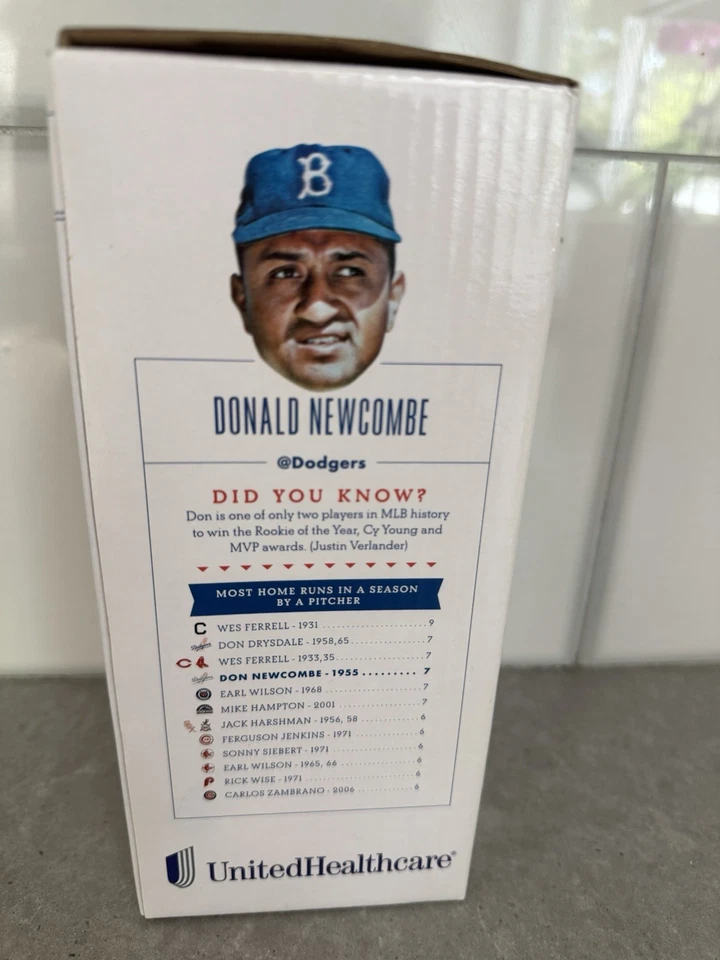 B
DONALD NEWCOMBE
@Dodgers
DID YOU KNOW?
Don is one of only two players in MLB history
to win the Rookie of the Year, Cy Young and
MVP awards. (Justin Verlander)
MOST HOME RUNS IN A SEASON
BY A PITCHER
C WES FERRELL - 1931 .......................... 9
Dodgers DON DRYSDALE - 1958,65 .................... 7
C WES FERRELL - 1933,35 ...................... 7
DON NEWCOMBE - 1955 ......... 7
EARL WILSON - 1968 ........................ 7
MIKE HAMPTON - 2001 ..................... 7
JACK HARSHMAN - 1956, 58 ................ 6
C FERGUSON JENKINS - 1971 ................. 6
SONNY SIEBERT - 1971 ..................... 6
EARL WILSON - 1965, 66 ................... 6
P RICK WISE - 1971 ........................... 6
CARLOS ZAMBRANO - 2006 ................ 6
UnitedHealthcare®